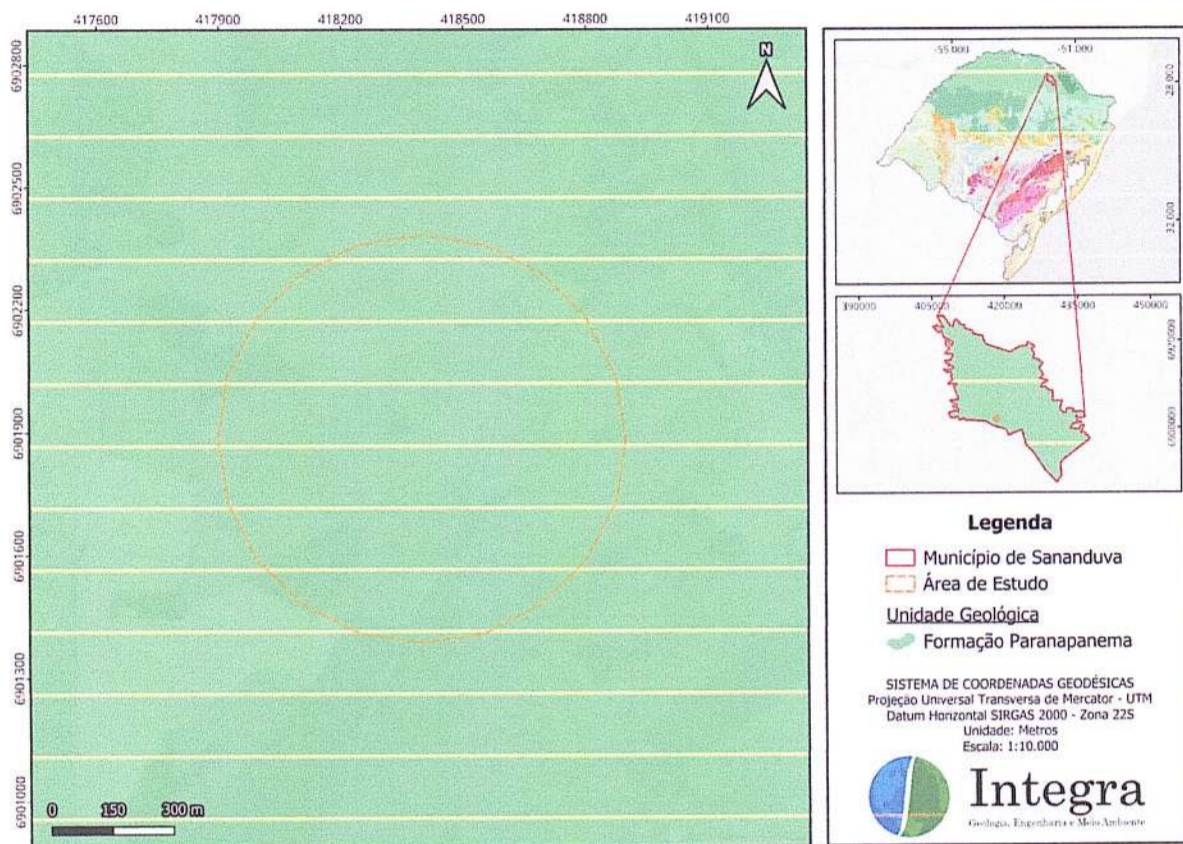 417600 417900 418200 418500 418800 419100
6902800
6902500
6902200
6901900
6901600
6901300
6901000
N
0 150 300 m
-55.000 -51.000
28.000
32.000
390000 405000 420000 435000 450000
6920000
Legenda
Município de Sananduva
Área de Estudo
Unidade Geológica
Formação Paranapanema
SISTEMA DE COORDENADAS GEODÉSICAS
Projeção Universal Transversa de Mercator - UTM
Datum Horizontal SIRGAS 2000 - Zona 22S
Unidade: Metros
Escala: 1:10.000
Integra
Geologia, Engenharia e Meio Ambiente